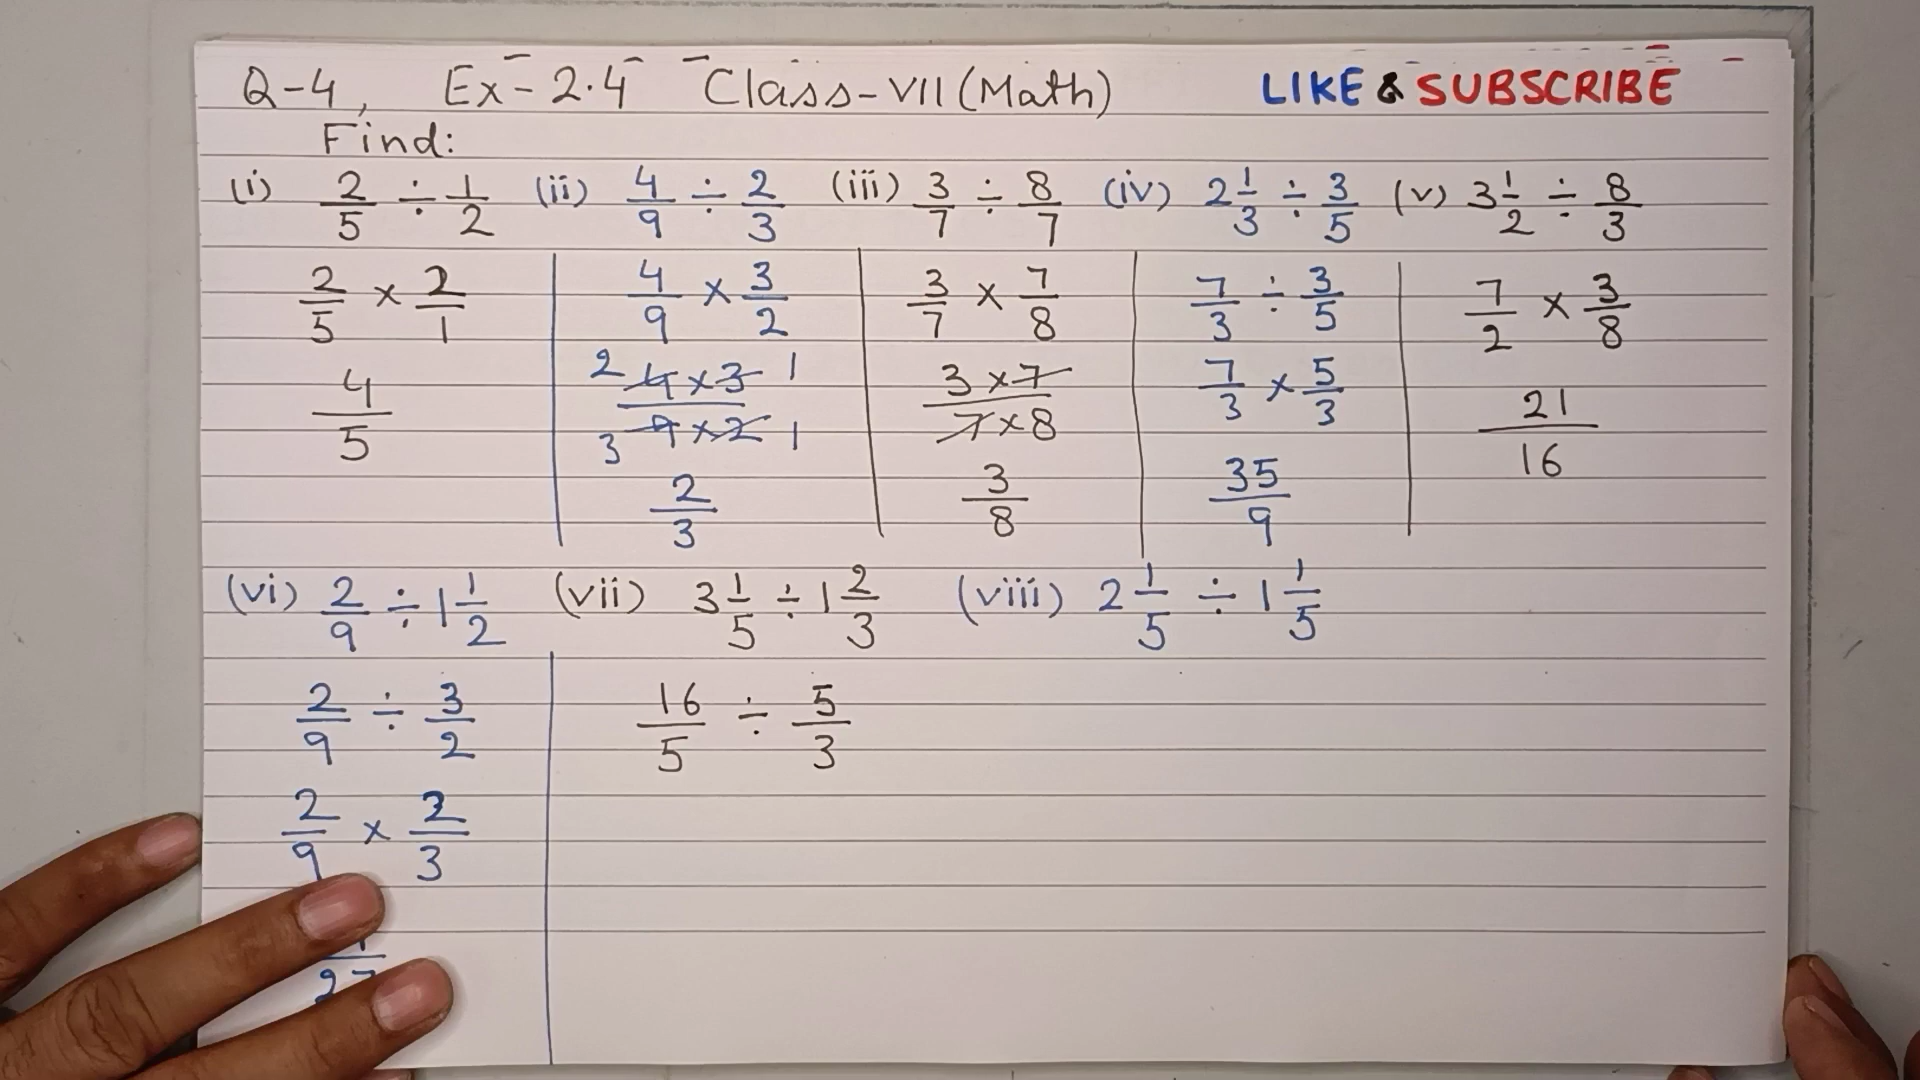 Q-4, Ex-2.4 Class-VII (Math) LIKE & SUBSCRIBE
Find:
(i) 2/5 ÷ 1/2 (ii) 4/9 ÷ 2/3 (iii) 3/7 ÷ 8/7 (iv) 2 1/3 ÷ 3/5 (v) 3 1/2 ÷ 8/3
2/5 × 2/1 4/9 × 3/2 3/7 × 7/8 7/3 ÷ 3/5 7/2 × 3/8
4/5 2 4×3 1 / 3 9×2 1 3×7/7×8 7/3 × 5/3 21/16
2/3 3/8 35/9
(vi) 2/9 ÷ 1 1/2 (vii) 3 1/5 ÷ 1 2/3 (viii) 2 1/5 ÷ 1 1/5
2/9 ÷ 3/2 16/5 ÷ 5/3
2/9 × 2/3